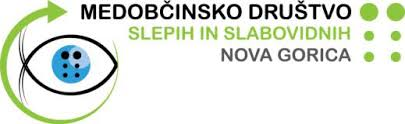 MEDOBČINSKO DRUŠTVO
SLEPIH IN SLABOVIDNIH
NOVA GORICA